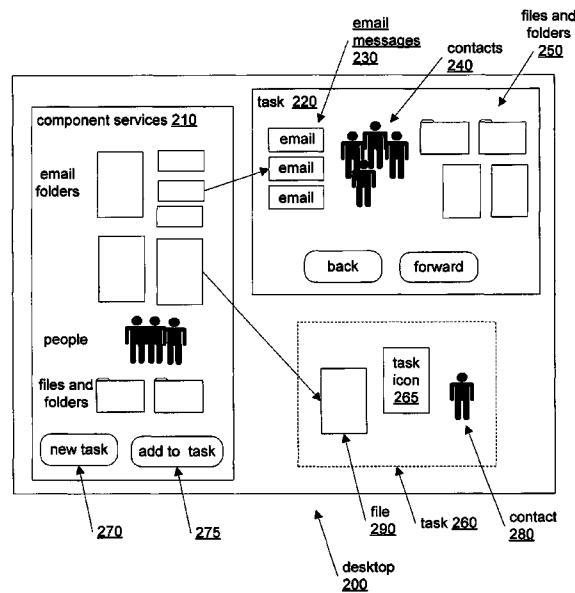 email
messages
230
contacts
240
files and
folders
250
component services 210
email
folders
people
files and
folders
new task
add to task
270
275
task 220
email
email
email
back
forward
task
icon
265
file
290
task 260
contact
280
desktop
200